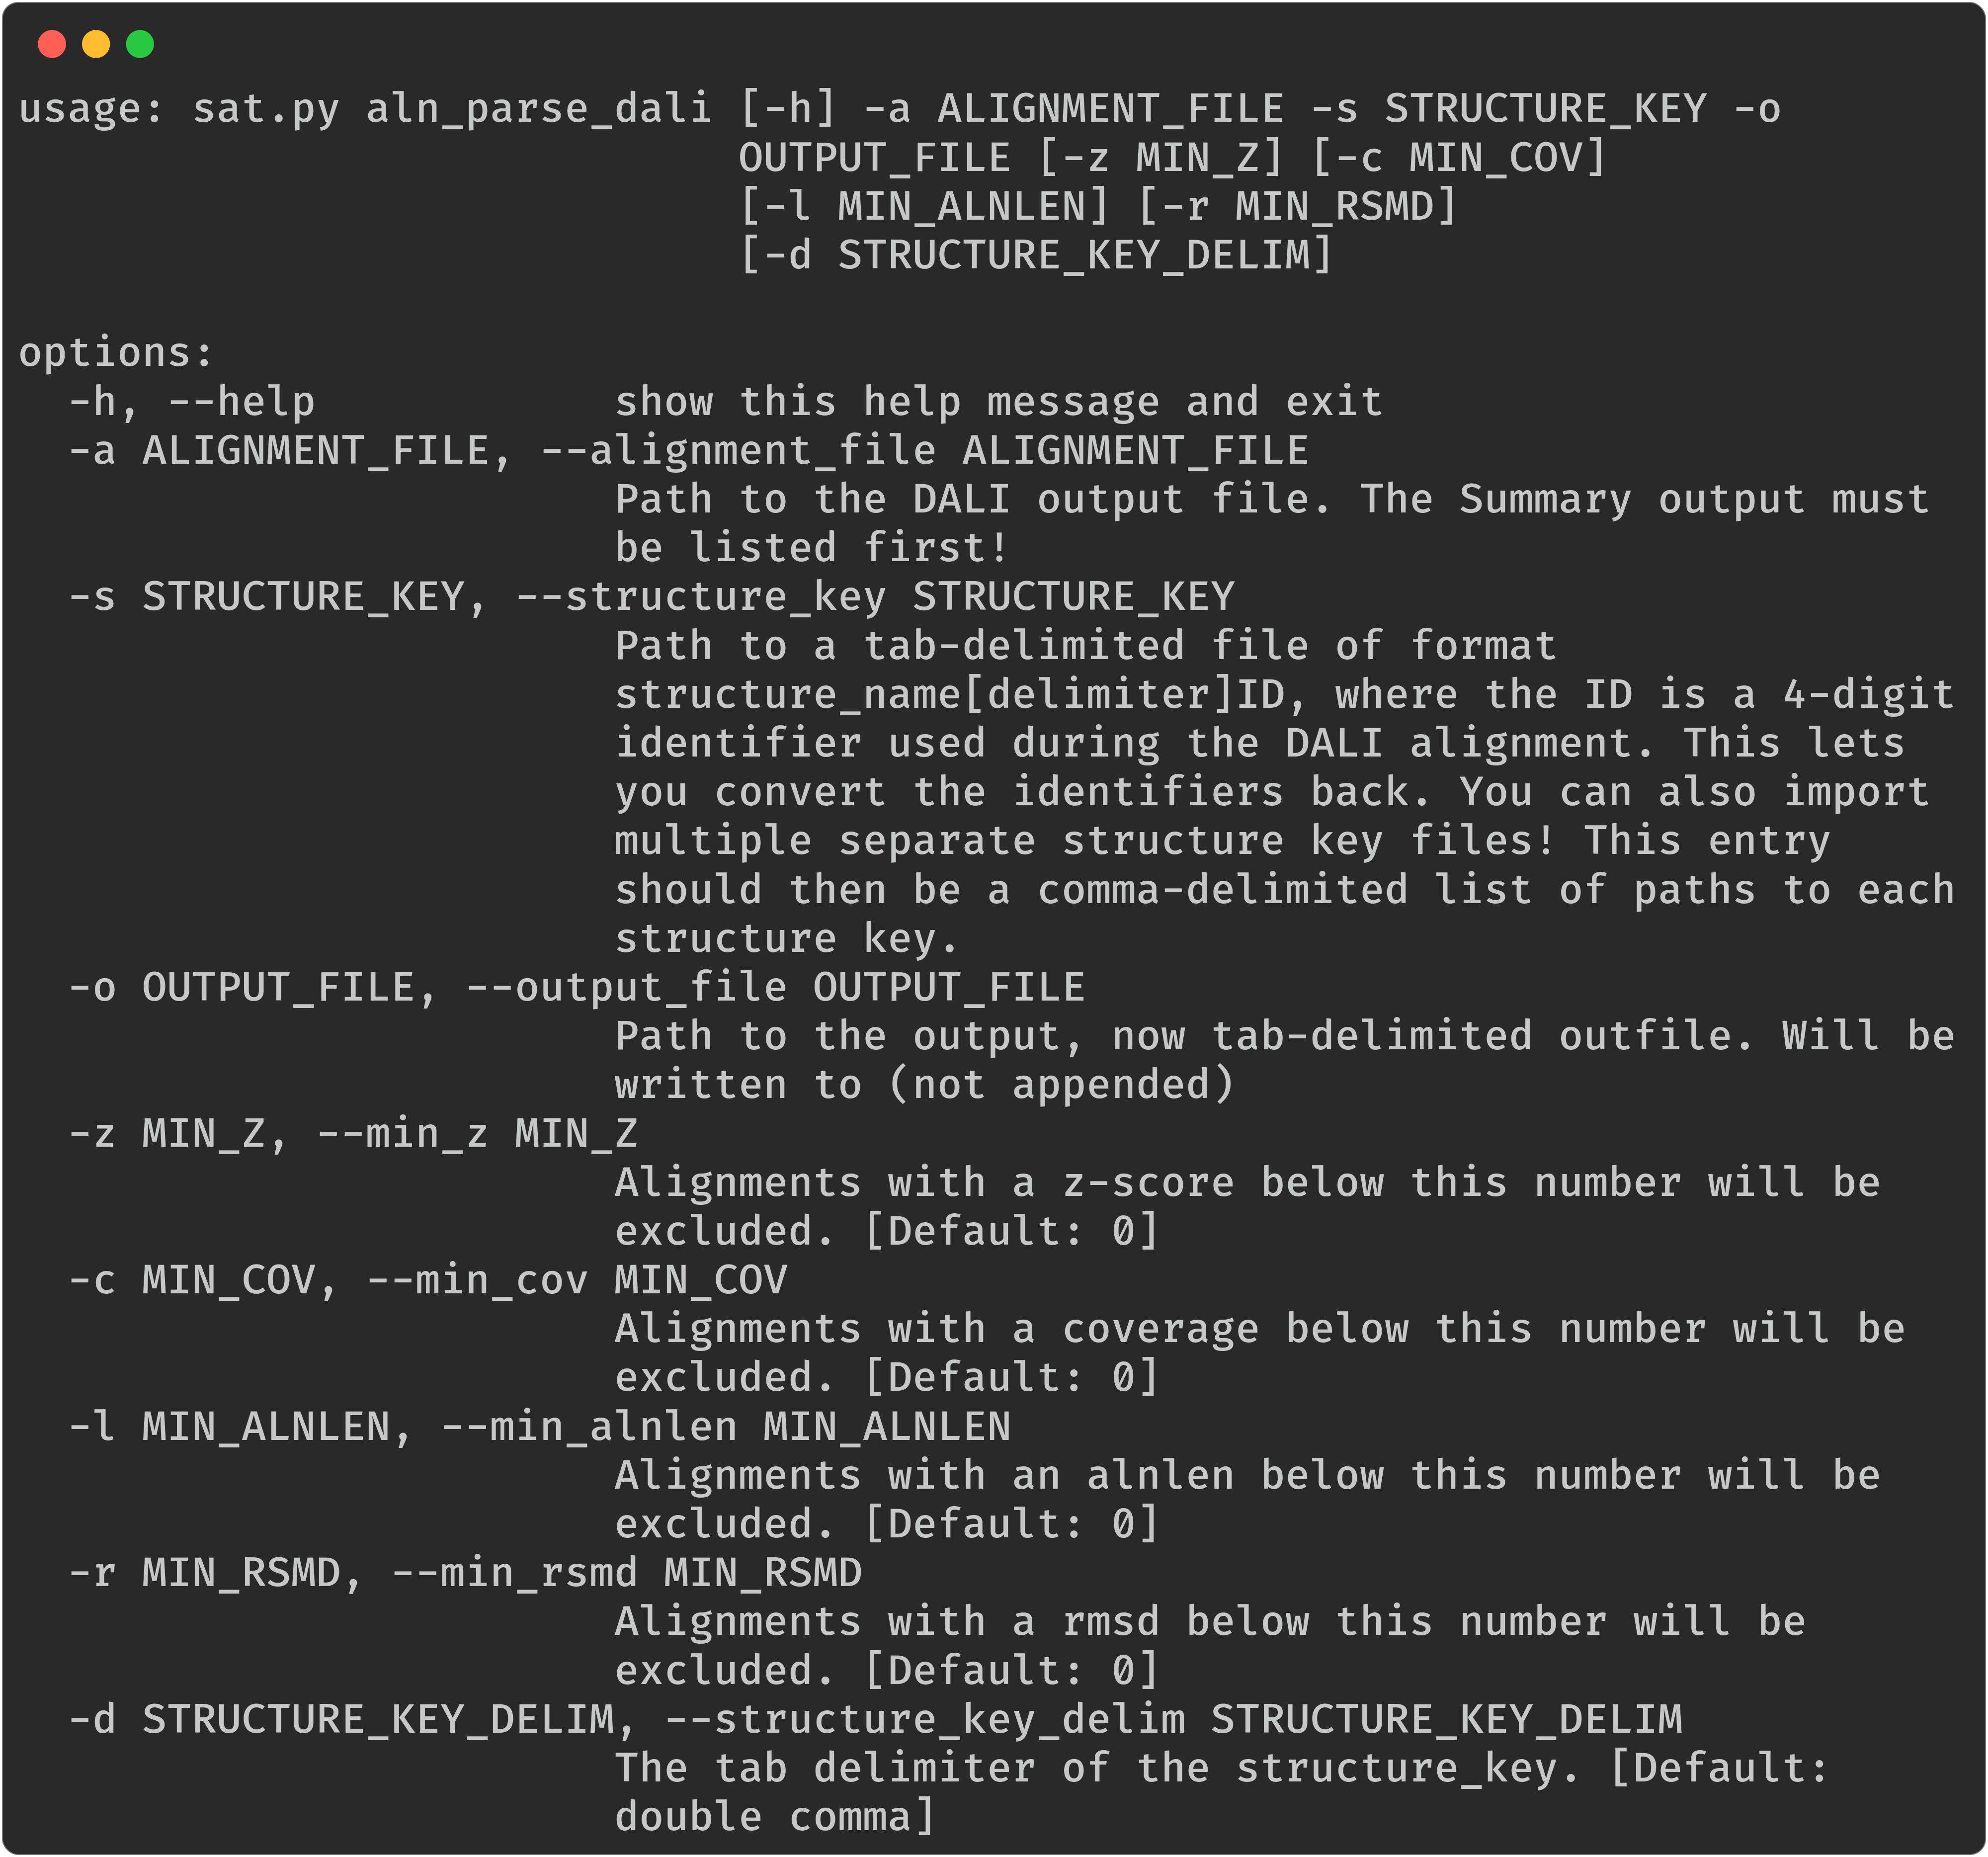 usage: sat.py aln_parse_dali [-h] -a ALIGNMENT_FILE -s STRUCTURE_KEY -o
OUTPUT_FILE [-z MIN_Z] [-c MIN_COV]
[-l MIN_ALNLEN] [-r MIN_RSMD]
[-d STRUCTURE_KEY_DELIM]
options:
-h, --help show this help message and exit
-a ALIGNMENT_FILE, --alignment_file ALIGNMENT_FILE
Path to the DALI output file. The Summary output must
be listed first!
-s STRUCTURE_KEY, --structure_key STRUCTURE_KEY
Path to a tab-delimited file of format
structure_name[delimiter]ID, where the ID is a 4-digit
identifier used during the DALI alignment. This lets
you convert the identifiers back. You can also import
multiple separate structure key files! This entry
should then be a comma-delimited list of paths to each
structure key.
-o OUTPUT_FILE, --output_file OUTPUT_FILE
Path to the output, now tab-delimited outfile. Will be
written to (not appended)
-z MIN_Z, --min_z MIN_Z
Alignments with a z-score below this number will be
excluded. [Default: 0]
-c MIN_COV, --min_cov MIN_COV
Alignments with a coverage below this number will be
excluded. [Default: 0]
-l MIN_ALNLEN, --min_alnlen MIN_ALNLEN
Alignments with an alnlen below this number will be
excluded. [Default: 0]
-r MIN_RSMD, --min_rsmd MIN_RSMD
Alignments with a rmsd below this number will be
excluded. [Default: 0]
-d STRUCTURE_KEY_DELIM, --structure_key_delim STRUCTURE_KEY_DELIM
The tab delimiter of the structure_key. [Default:
double comma]